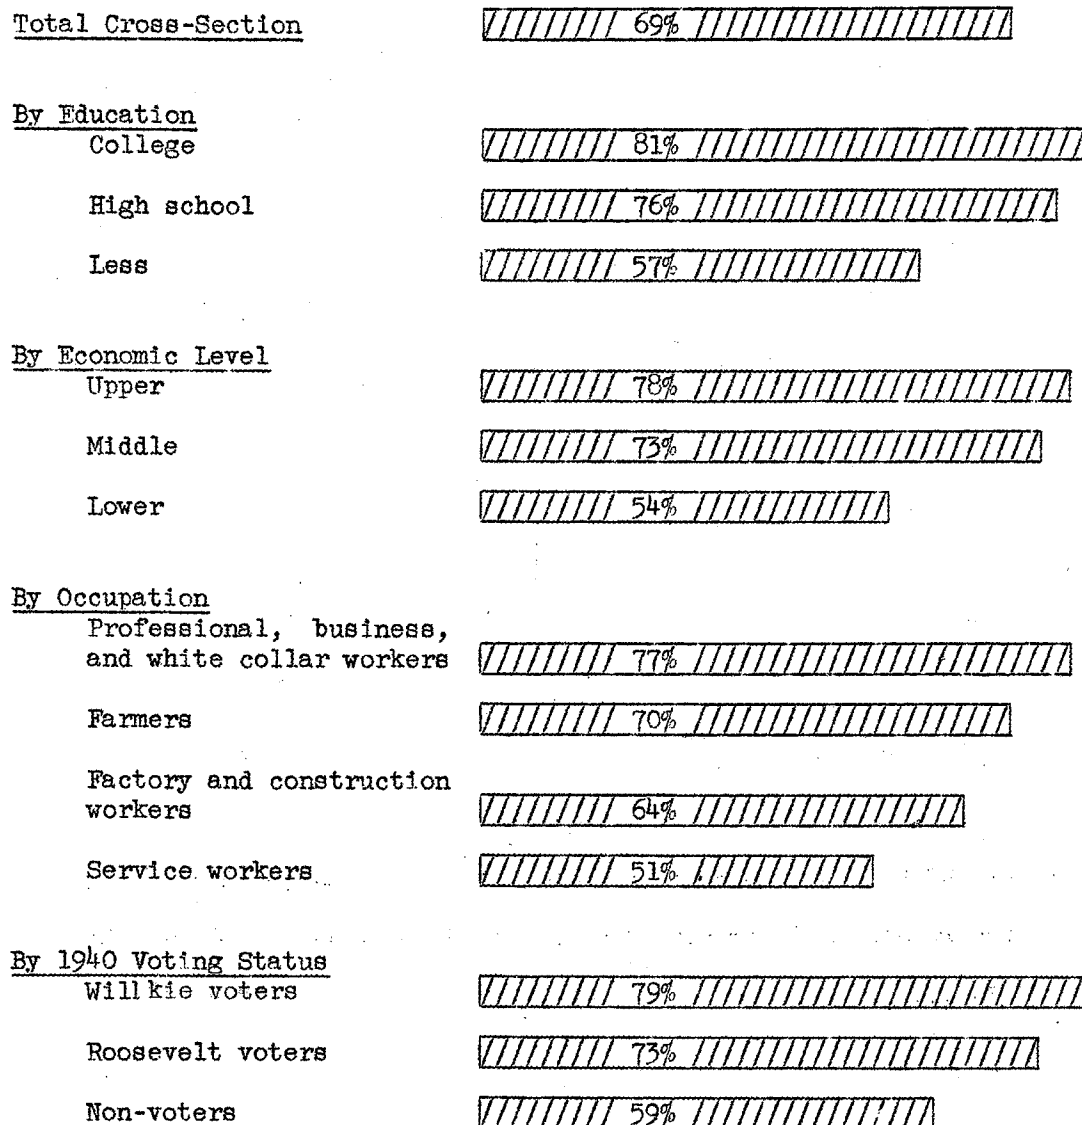 Total Cross-Section 69%
By Education
College 81%
High school 76%
Less 57%
By Economic Level
Upper 78%
Middle 73%
Lower 54%
By Occupation
Professional, business,
and white collar workers 77%
Farmers 70%
Factory and construction
workers 64%
Service workers 51%
By 1940 Voting Status
Willkie voters 79%
Roosevelt voters 73%
Non-voters 59%